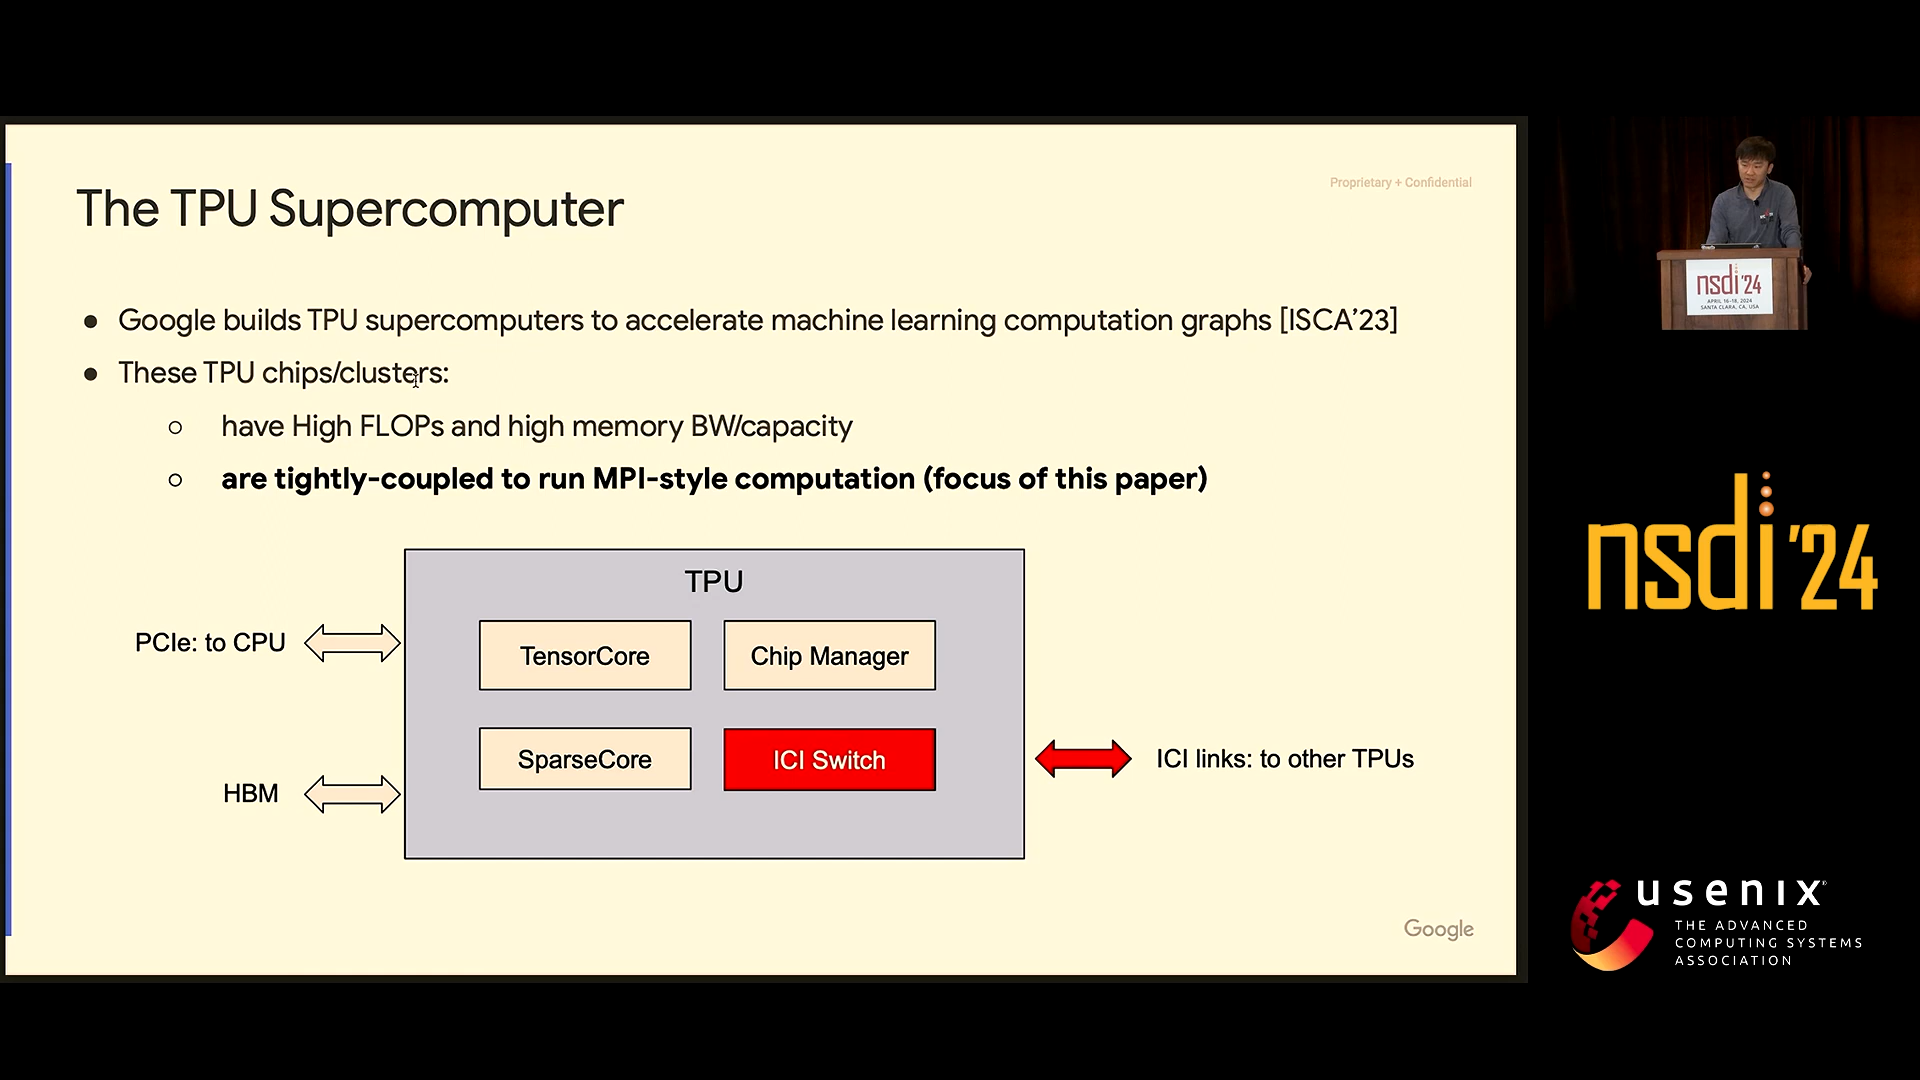 The TPU Supercomputer
Proprietary + Confidential
● Google builds TPU supercomputers to accelerate machine learning computation graphs [ISCA’23]
● These TPU chips/clusters:
○ have High FLOPs and high memory BW/capacity
○ are tightly-coupled to run MPI-style computation (focus of this paper)
TPU
PCIe: to CPU
TensorCore
Chip Manager
SparseCore
ICI Switch
HBM
ICI links: to other TPUs
Google
nsdi ’24
APRIL 16–18, 2024
SANTA CLARA, CA, USA
nsdi ’24
usenix
THE ADVANCED
COMPUTING SYSTEMS
ASSOCIATION